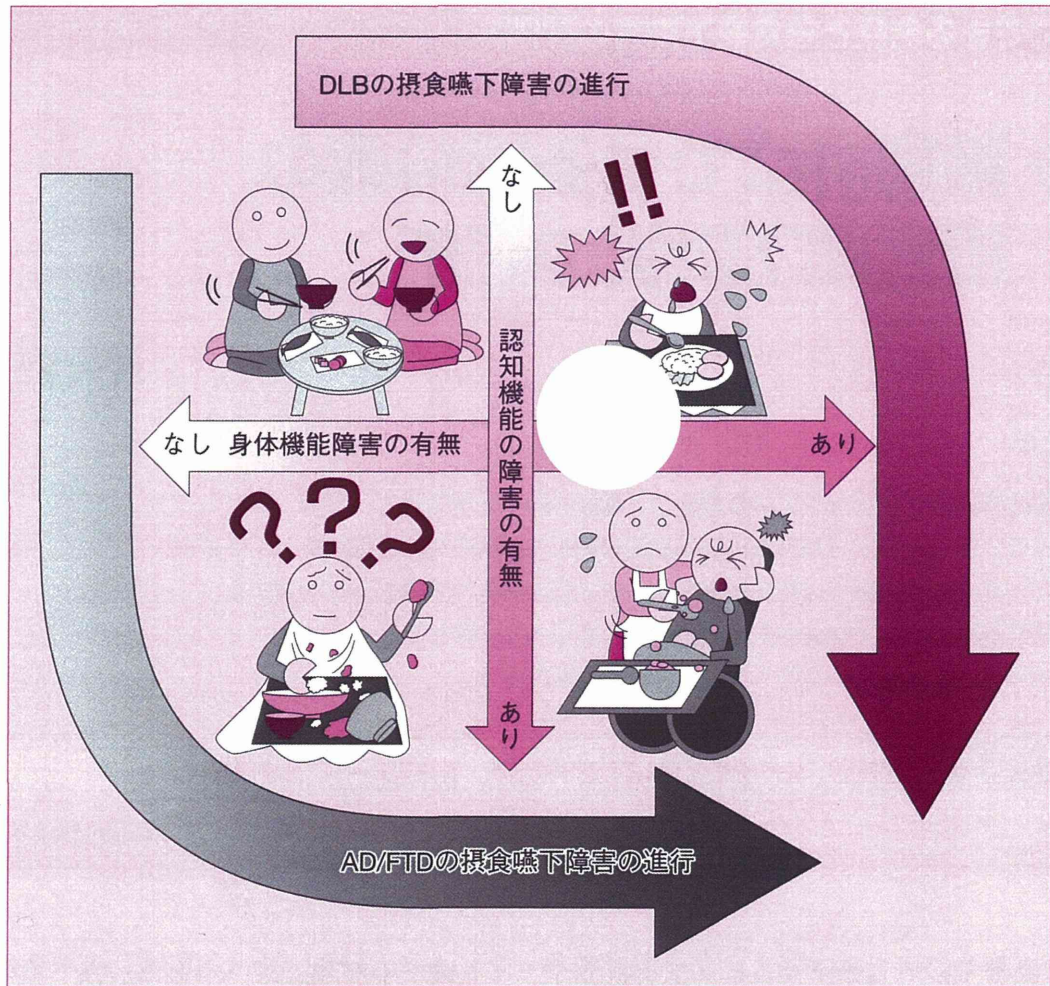 DLBの摂食嚥下障害の進行
なし
認知機能の障害の有無
あり
なし 身体機能障害の有無
あり
!!
???
AD/FTDの摂食嚥下障害の進行